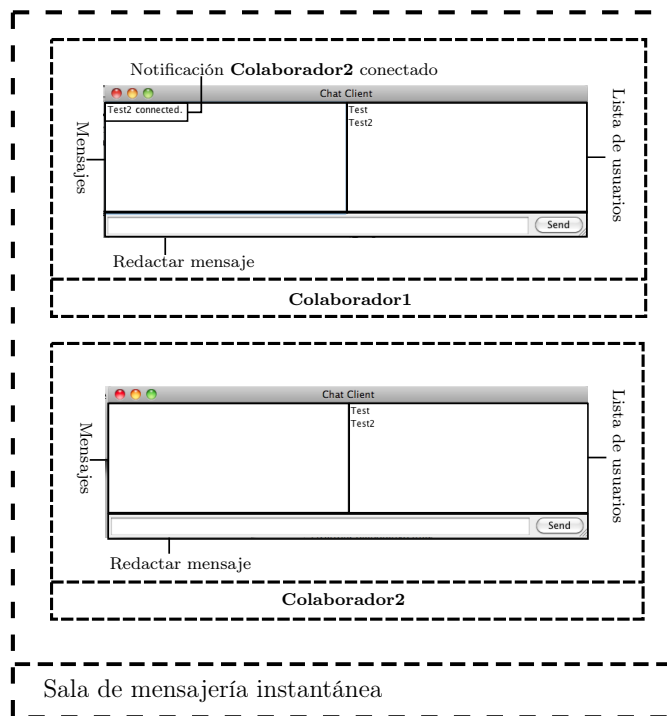 Notificación Colaborador2 conectado
Chat Client
Test2 connected.
Test
Test2
Mensajes
Lista de usuarios
Send
Redactar mensaje
Colaborador1
Chat Client
Test
Test2
Mensajes
Lista de usuarios
Send
Redactar mensaje
Colaborador2
Sala de mensajería instantánea